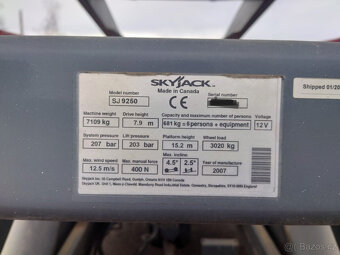 SKYJACK
Made in Canada
Model number
Serial number
SJ 9250
CE
Machine weight Drive height Capacity and maximum number of persons Voltage
7109 kg 7.9 m 681 kg = 6 persons + equipment 12 V
System pressure Lift pressure Platform height Wheel load
207 bar 203 bar 15.2 m 3020 kg
Max. wind speed Max. manual force Max. incline Year of manufacture
12.5 m/s 400 N 4.5° 2.5° 2007
Shipped 01/20